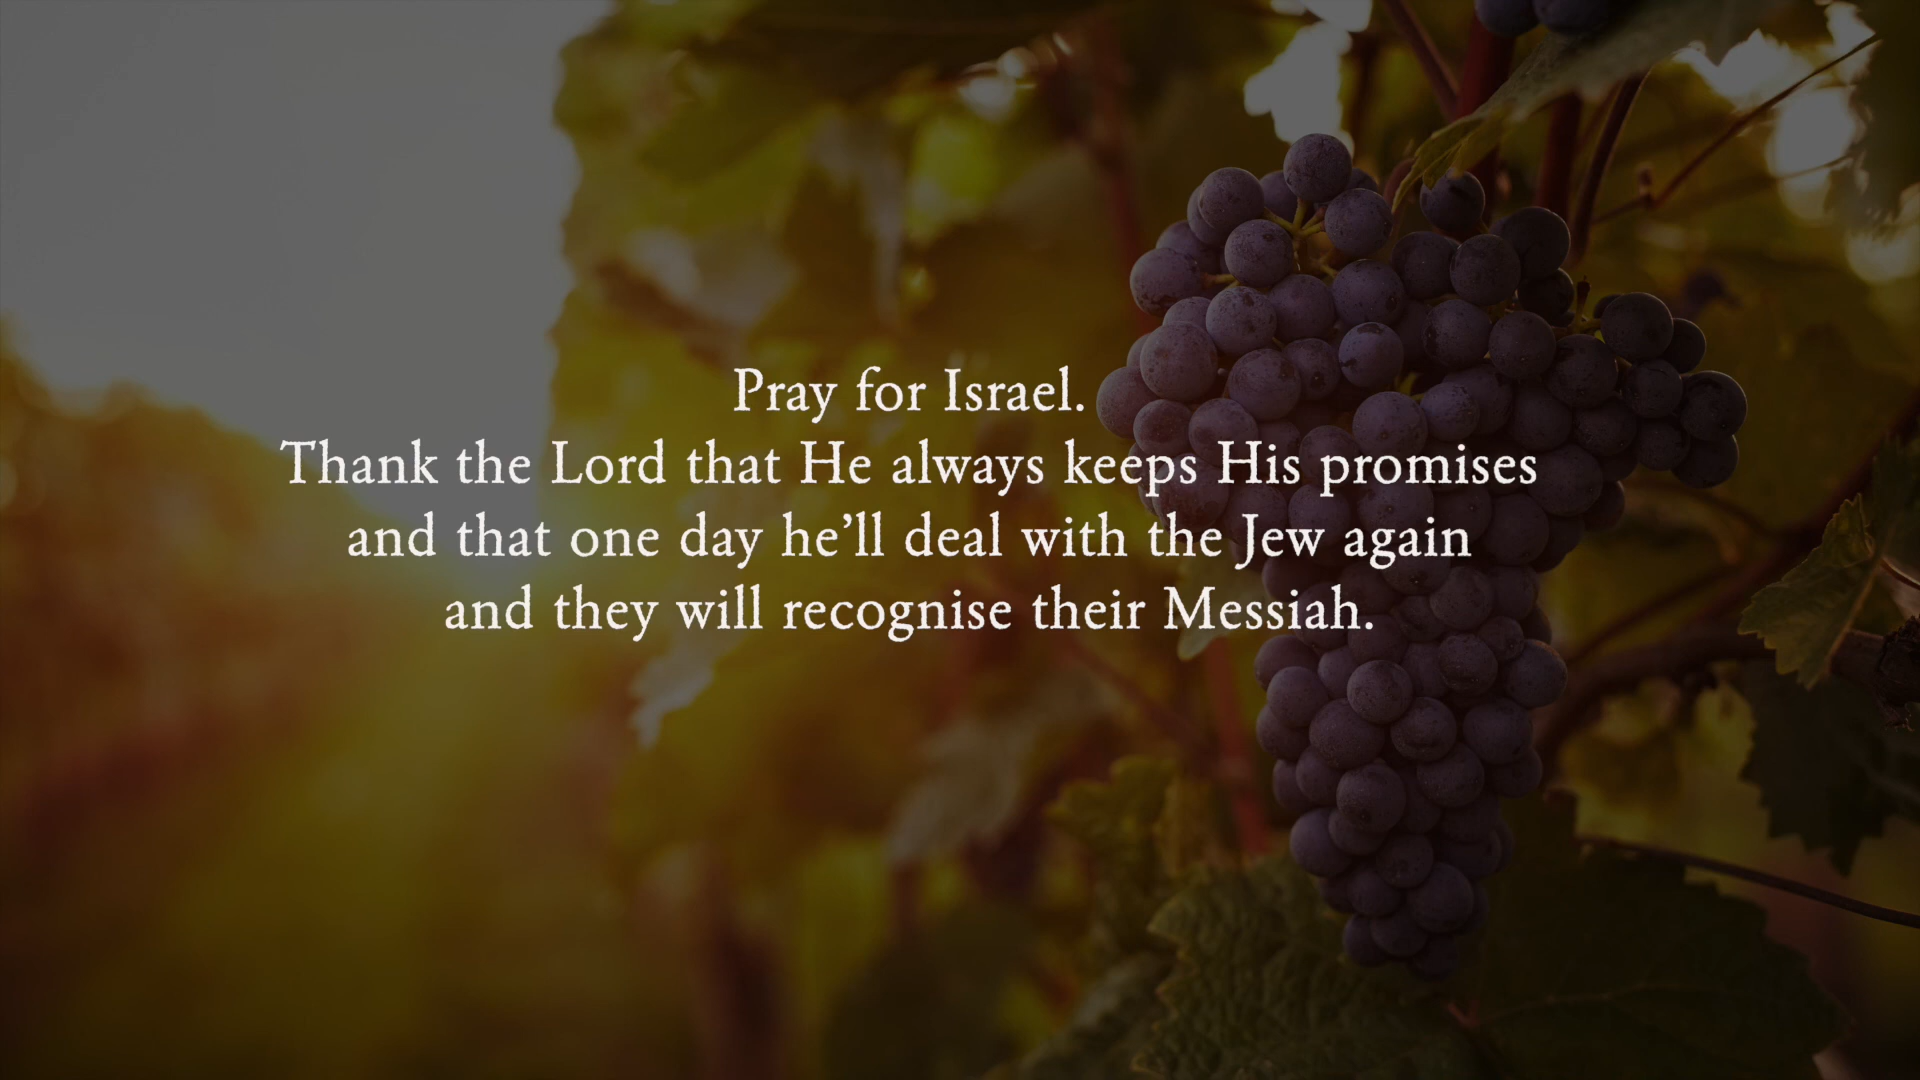 Pray for Israel.
Thank the Lord that He always keeps His promises
and that one day he’ll deal with the Jew again
and they will recognise their Messiah.